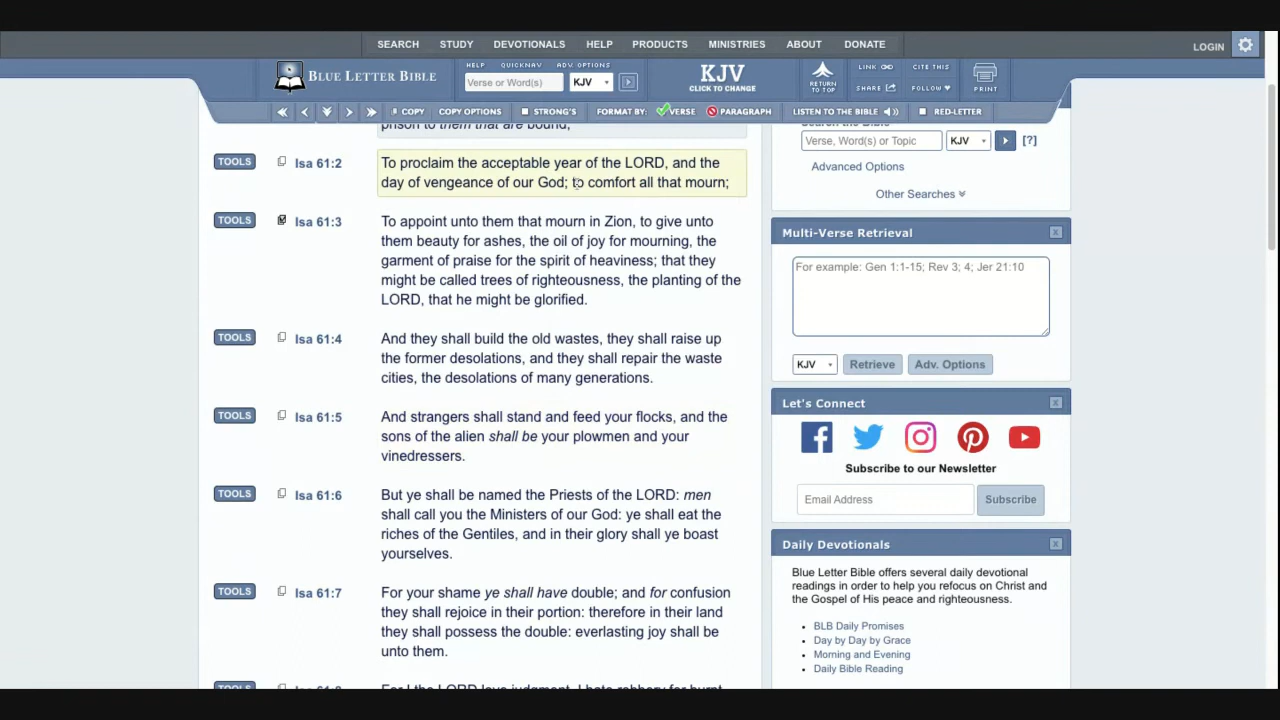 SEARCH STUDY DEVOTIONALS HELP PRODUCTS MINISTRIES ABOUT DONATE LOGIN
BLUE LETTER BIBLE
HELP QUICKNAV ADV. OPTIONS
Verse or Word(s) KJV
KJV
CLICK TO CHANGE
RETURN
TO TOP
LINK CITE THIS
SHARE FOLLOW
PRINT
COPY COPY OPTIONS STRONG'S FORMAT BY: VERSE PARAGRAPH LISTEN TO THE BIBLE RED-LETTER
prison to them that are bound;
TOOLS Isa 61:2 To proclaim the acceptable year of the LORD, and the
day of vengeance of our God; to comfort all that mourn;
TOOLS Isa 61:3 To appoint unto them that mourn in Zion, to give unto
them beauty for ashes, the oil of joy for mourning, the
garment of praise for the spirit of heaviness; that they
might be called trees of righteousness, the planting of the
LORD, that he might be glorified.
TOOLS Isa 61:4 And they shall build the old wastes, they shall raise up
the former desolations, and they shall repair the waste
cities, the desolations of many generations.
TOOLS Isa 61:5 And strangers shall stand and feed your flocks, and the
sons of the alien shall be your plowmen and your
vinedressers.
TOOLS Isa 61:6 But ye shall be named the Priests of the LORD: men
shall call you the Ministers of our God: ye shall eat the
riches of the Gentiles, and in their glory shall ye boast
yourselves.
TOOLS Isa 61:7 For your shame ye shall have double; and for confusion
they shall rejoice in their portion: therefore in their land
they shall possess the double: everlasting joy shall be
unto them.
For I the LORD love judgment, I hate robbery for burnt
Search the Bible
Verse, Word(s) or Topic KJV [?]
Advanced Options
Other Searches
Multi-Verse Retrieval
For example: Gen 1:1-15; Rev 3; 4; Jer 21:10
KJV Retrieve Adv. Options
Let's Connect
Subscribe to our Newsletter
Email Address Subscribe
Daily Devotionals
Blue Letter Bible offers several daily devotional
readings in order to help you refocus on Christ and
the Gospel of His peace and righteousness.
BLB Daily Promises
Day by Day by Grace
Morning and Evening
Daily Bible Reading